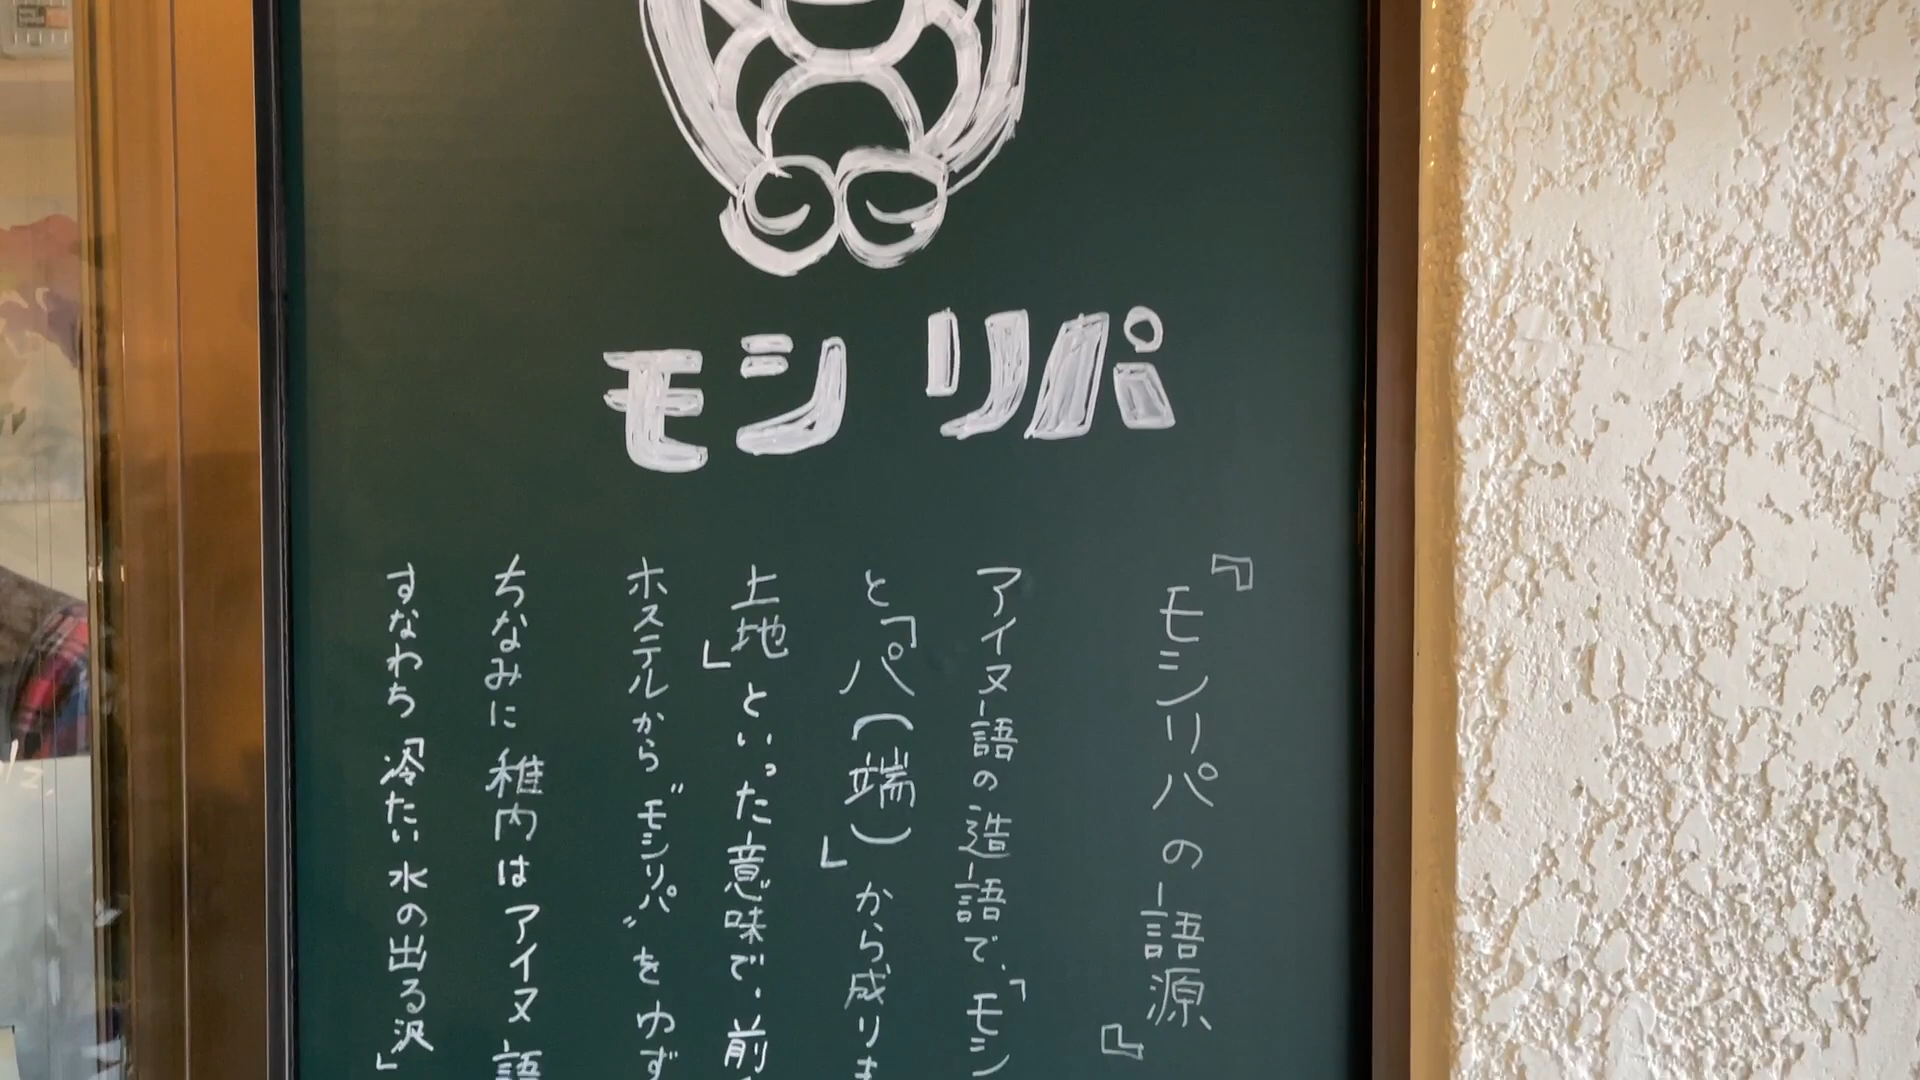 モシリパ
『モシリパの語源』
アイヌ語の造語で、「モシ
と「パ(端)」から成りま
土地」といった意味で、前
ホステルから"モシリパ"をゆず
ちなみに稚内はアイヌ語
すなわち「冷たい水の出る沢」